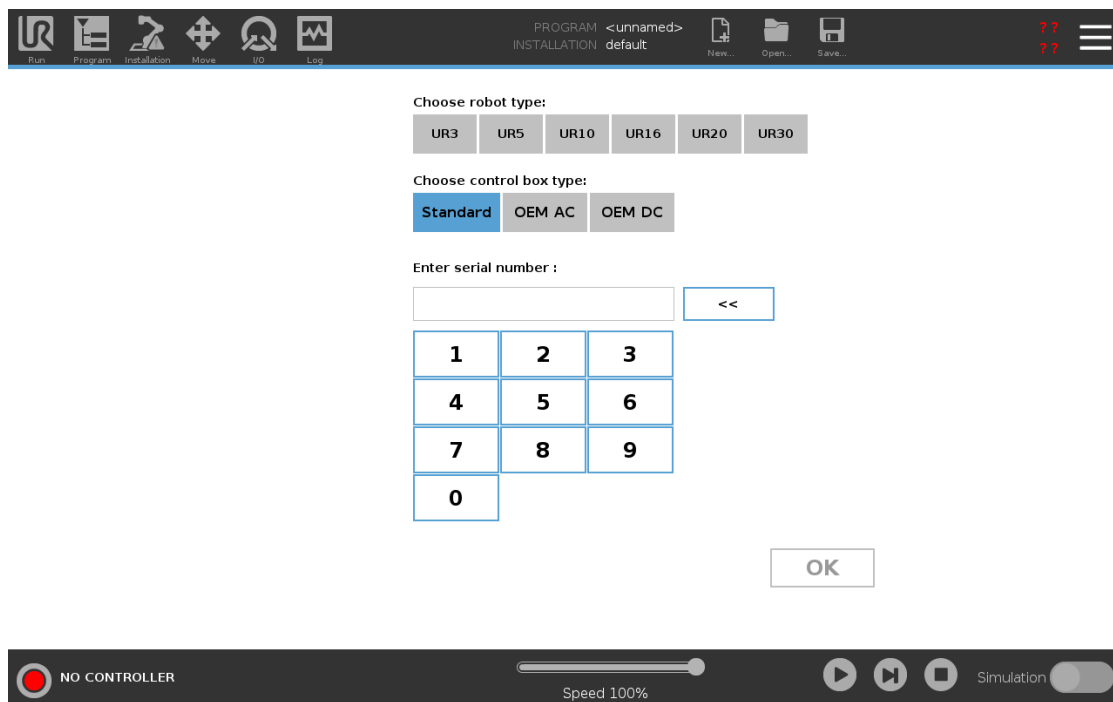 PROGRAM <unnamed>
INSTALLATION default
? ?
? ?
Run Program Installation Move I/O Log New... Open... Save...
Choose robot type:
UR3 UR5 UR10 UR16 UR20 UR30
Choose control box type:
Standard OEM AC OEM DC
Enter serial number :
<<
1 2 3
4 5 6
7 8 9
0
OK
NO CONTROLLER
Simulation
Speed 100%